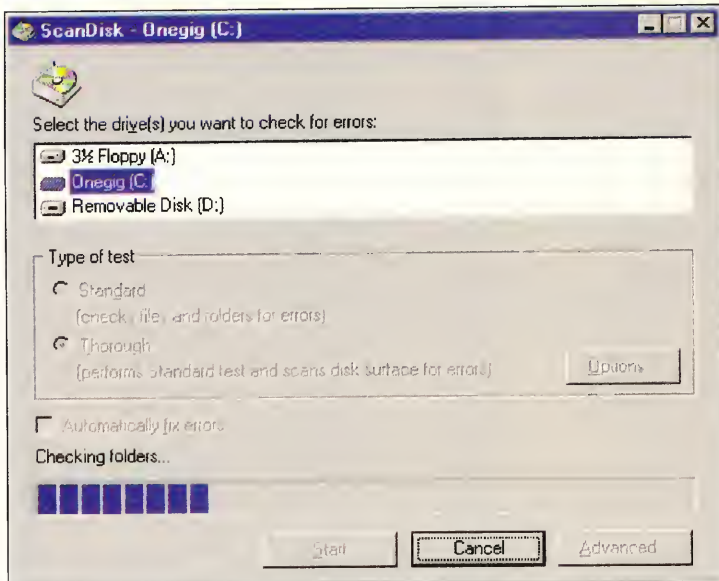 ScanDisk - Onegig (C:)
Select the drive(s) you want to check for errors:
3½ Floppy (A:)
Onegig (C:)
Removable Disk (D:)
Type of test
Standard
(checks files and folders for errors)
Thorough
(performs Standard test and scans disk surface for errors)
Options
Automatically fix errors
Checking folders...
Start
Cancel
Advanced